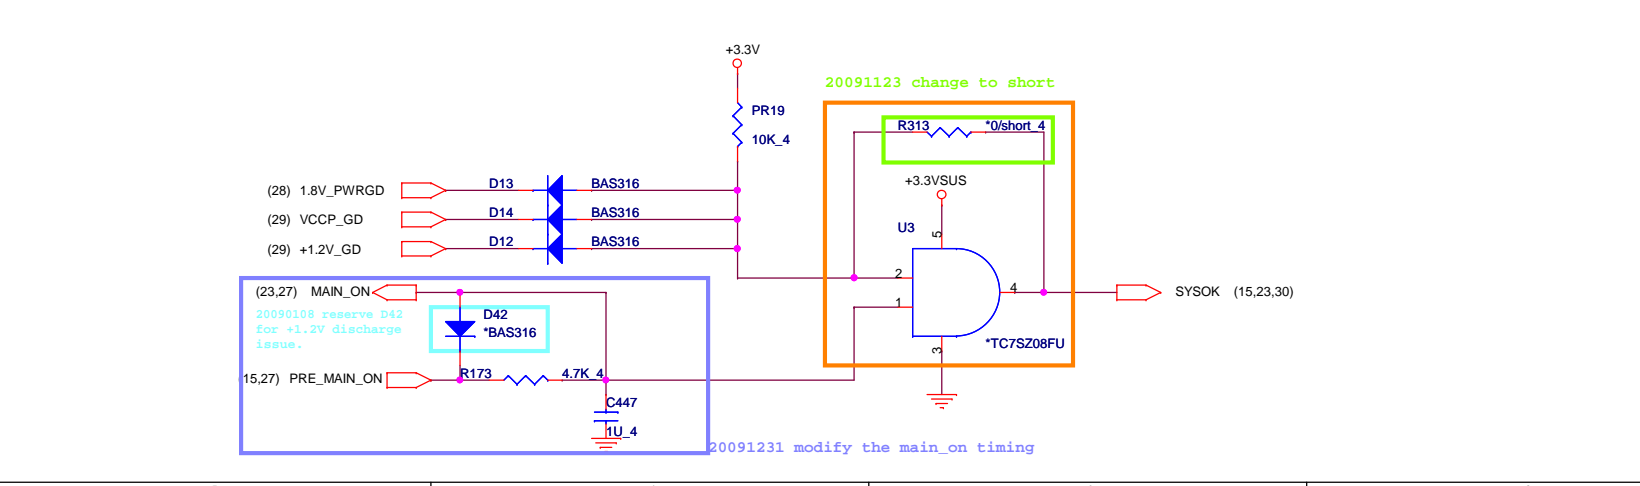 +3.3V
20091123 change to short
PR19
10K_4
R313 *0/short_4
(28) 1.8V_PWRGD D13 BAS316
+3.3VSUS
(29) VCCP_GD D14 BAS316
U3
5
(29) +1.2V_GD D12 BAS316
2
(23,27) MAIN_ON
4
SYSOK (15,23,30)
1
20090108 reserve D42
for +1.2V discharge
issue.
D42
*BAS316
3
*TC7SZ08FU
15,27) PRE_MAIN_ON R173 4.7K_4
C447
1U_4
20091231 modify the main_on timing